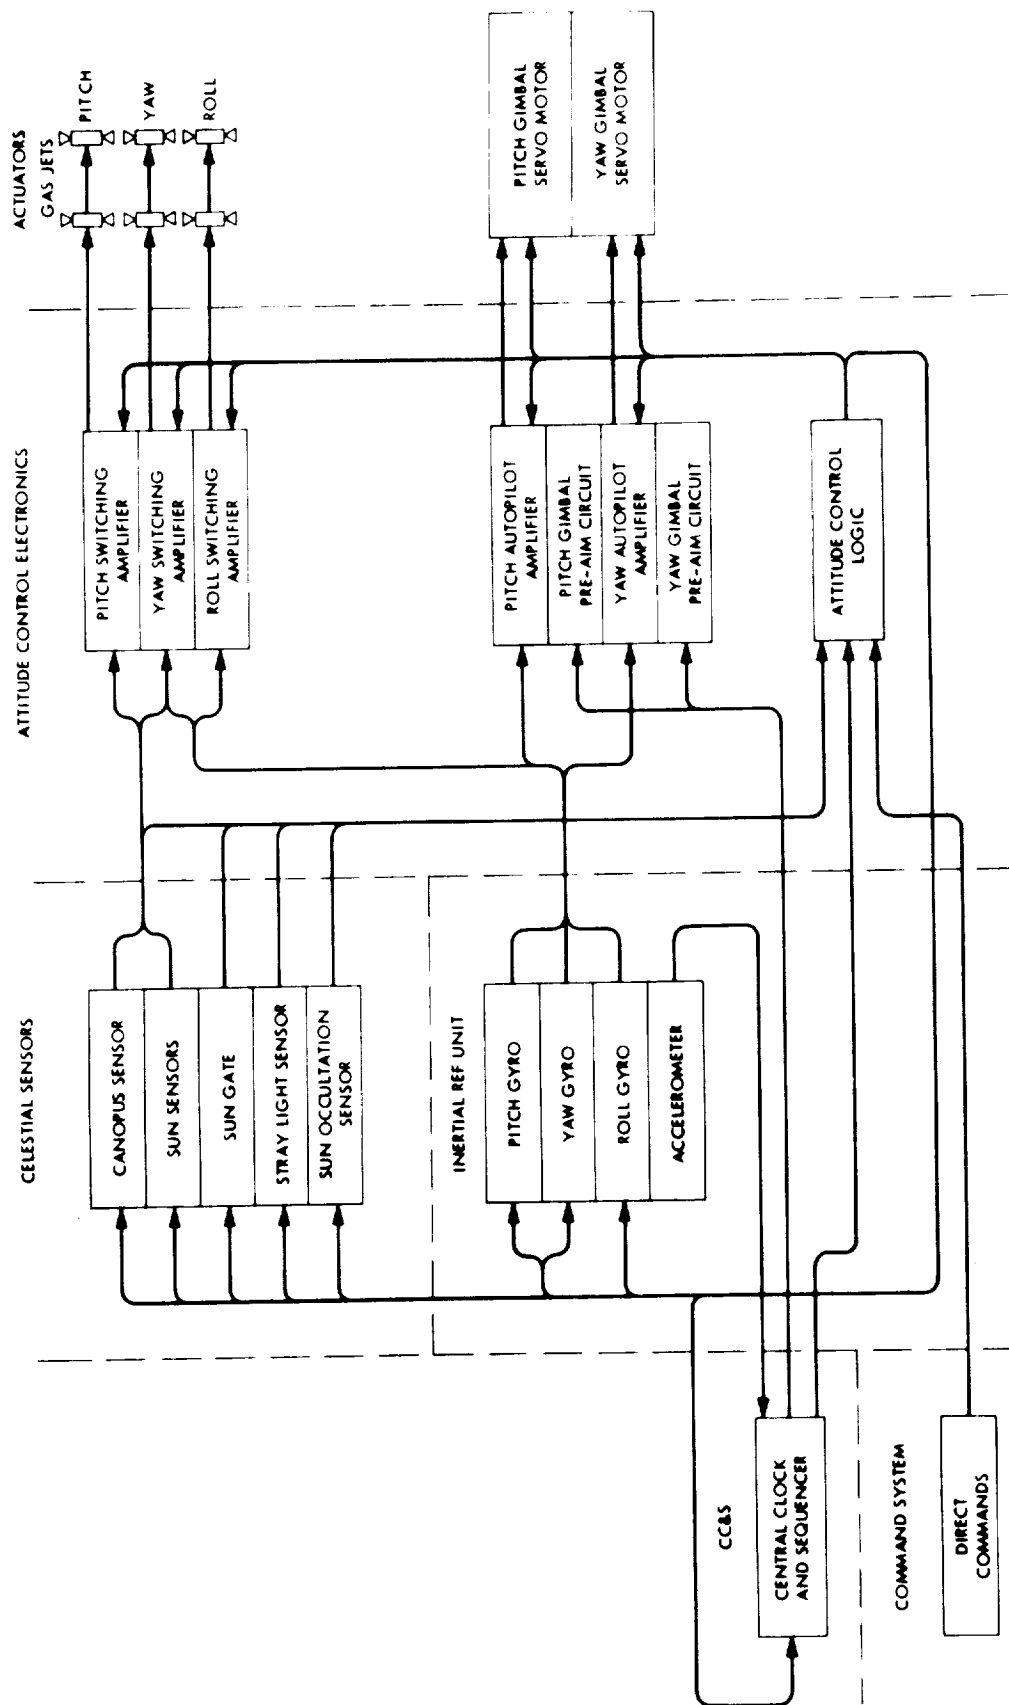 CELESTIAL SENSORS
CANOPUS SENSOR
SUN SENSORS
SUN GATE
STRAY LIGHT SENSOR
SUN OCCULTATION
SENSOR
INERTIAL REF UNIT
PITCH GYRO
YAW GYRO
ROLL GYRO
ACCELEROMETER
CC&S
CENTRAL CLOCK
AND SEQUENCER
COMMAND SYSTEM
DIRECT
COMMANDS
ATTITUDE CONTROL ELECTRONICS
PITCH SWITCHING
AMPLIFIER
YAW SWITCHING
AMPLIFIER
ROLL SWITCHING
AMPLIFIER
PITCH AUTOPILOT
AMPLIFIER
PITCH GIMBAL
PRE-AIM CIRCUIT
YAW AUTOPILOT
AMPLIFIER
YAW GIMBAL
PRE-AIM CIRCUIT
ATTITUDE CONTROL
LOGIC
ACTUATORS
GAS JETS
PITCH
YAW
ROLL
PITCH GIMBAL
SERVO MOTOR
YAW GIMBAL
SERVO MOTOR